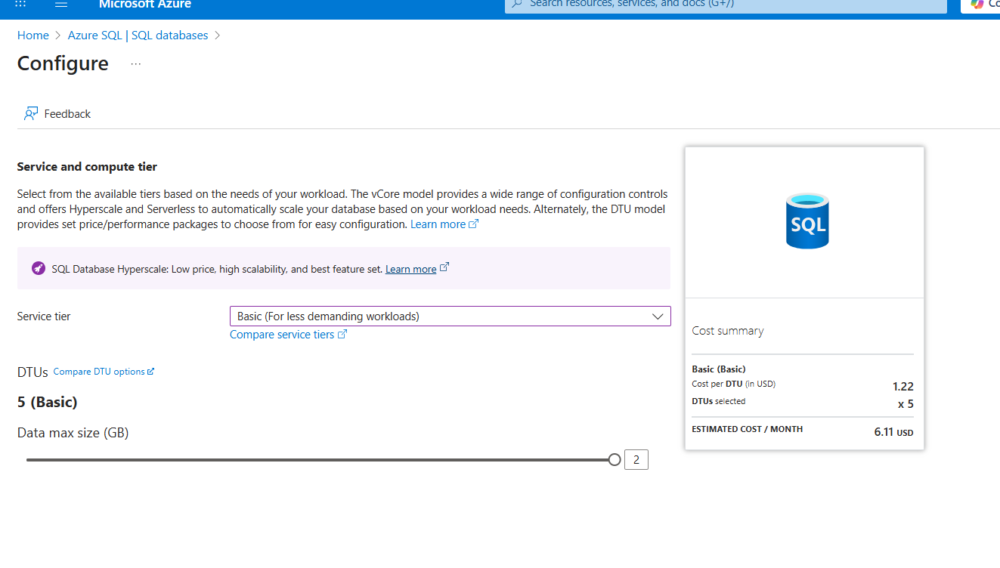 Microsoft Azure
Search resources, services, and docs (G+/)
Co
Home > Azure SQL | SQL databases >
Configure ...
Feedback
Service and compute tier
Select from the available tiers based on the needs of your workload. The vCore model provides a wide range of configuration controls
and offers Hyperscale and Serverless to automatically scale your database based on your workload needs. Alternately, the DTU model
provides set price/performance packages to choose from for easy configuration. Learn more
SQL Database Hyperscale: Low price, high scalability, and best feature set. Learn more
Service tier
Basic (For less demanding workloads)
Compare service tiers
DTUs Compare DTU options
5 (Basic)
Data max size (GB)
2
SQL
Cost summary
Basic (Basic)
Cost per DTU (in USD) 1.22
DTUs selected x 5
ESTIMATED COST / MONTH 6.11 USD